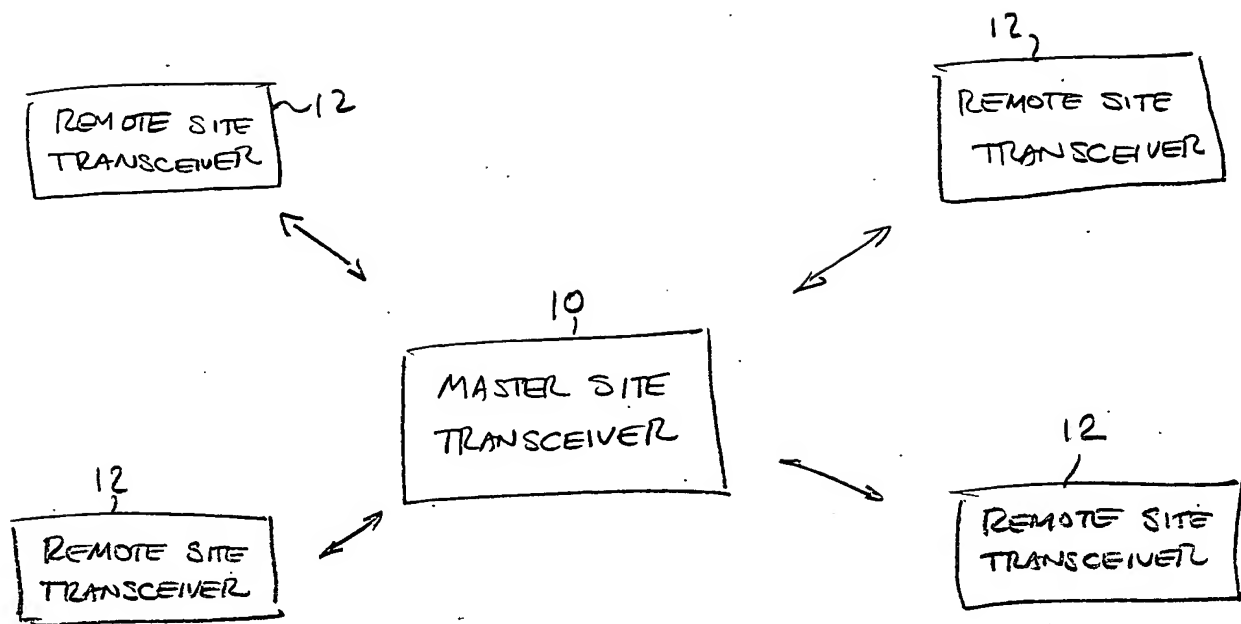 12
REMOTE SITE
TRANSCEIVER
12
REMOTE SITE
TRANSCEIVER
10
MASTER SITE
TRANSCEIVER
12
REMOTE SITE
TRANSCEIVER
12
REMOTE SITE
TRANSCEIVER